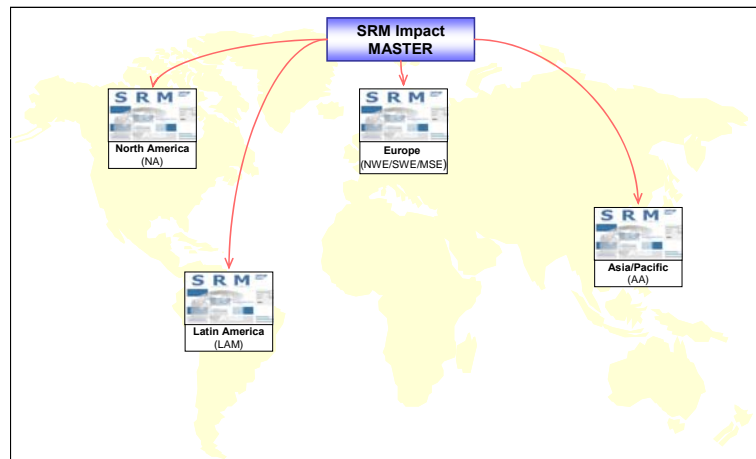 SRM Impact
MASTER
SRM
North America
(NA)
SRM
Europe
(NWE/SWE/MSE)
SRM
Asia/Pacific
(AA)
SRM
Latin America
(LAM)